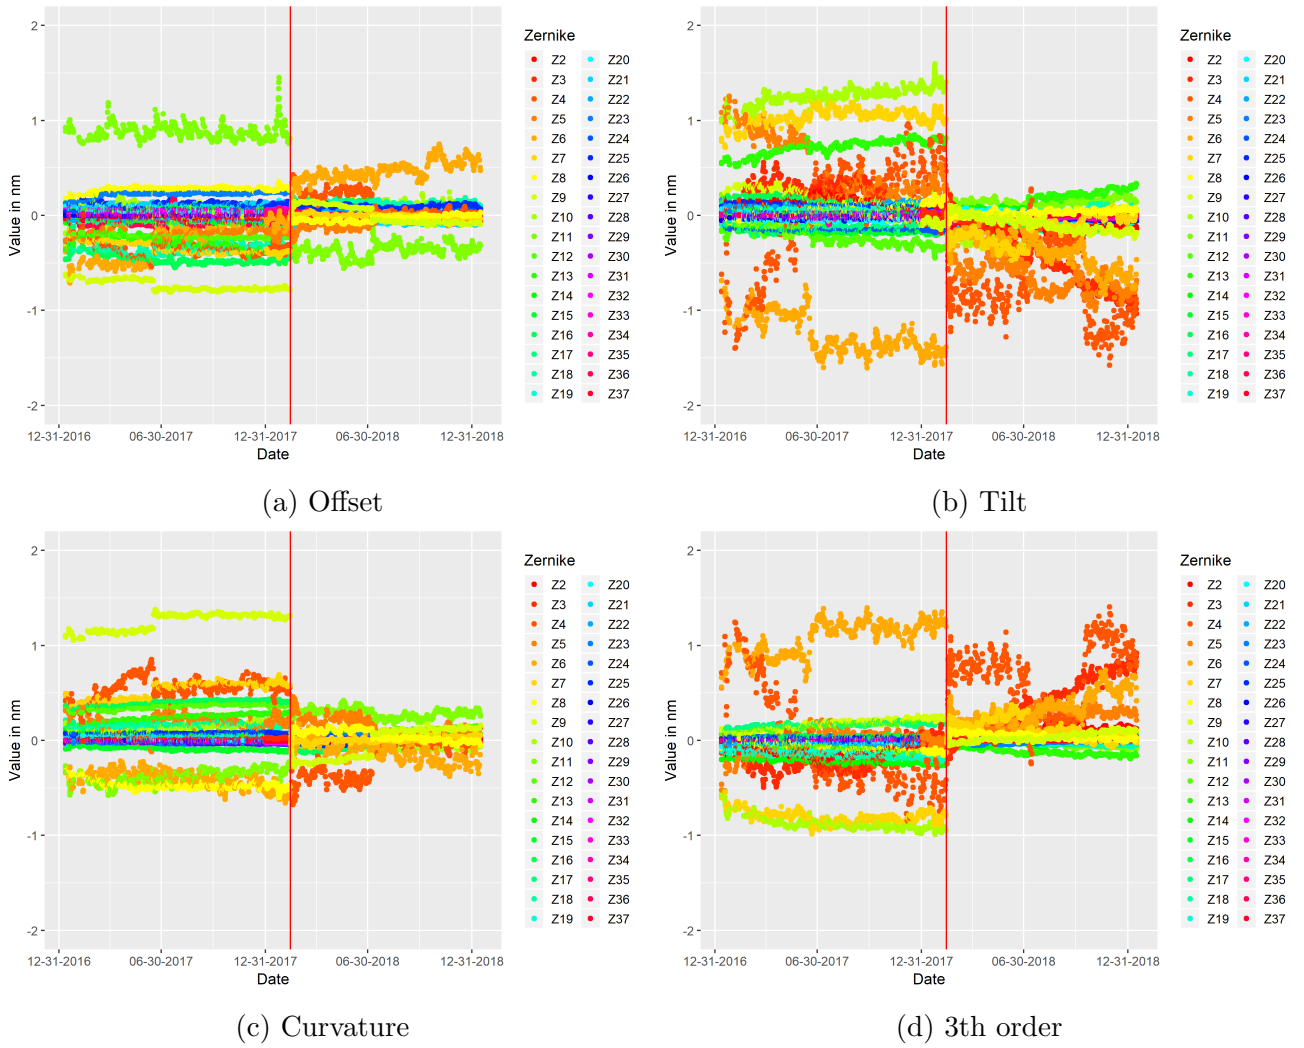 Value in nm
2
1
0
-1
-2
12-31-2016 06-30-2017 12-31-2017 06-30-2018 12-31-2018
Date
Zernike
Z2 Z20
Z3 Z21
Z4 Z22
Z5 Z23
Z6 Z24
Z7 Z25
Z8 Z26
Z9 Z27
Z10 Z28
Z11 Z29
Z12 Z30
Z13 Z31
Z14 Z32
Z15 Z33
Z16 Z34
Z17 Z35
Z18 Z36
Z19 Z37
(a) Offset
Value in nm
2
1
0
-1
-2
12-31-2016 06-30-2017 12-31-2017 06-30-2018 12-31-2018
Date
Zernike
Z2 Z20
Z3 Z21
Z4 Z22
Z5 Z23
Z6 Z24
Z7 Z25
Z8 Z26
Z9 Z27
Z10 Z28
Z11 Z29
Z12 Z30
Z13 Z31
Z14 Z32
Z15 Z33
Z16 Z34
Z17 Z35
Z18 Z36
Z19 Z37
(b) Tilt
Value in nm
2
1
0
-1
-2
12-31-2016 06-30-2017 12-31-2017 06-30-2018 12-31-2018
Date
Zernike
Z2 Z20
Z3 Z21
Z4 Z22
Z5 Z23
Z6 Z24
Z7 Z25
Z8 Z26
Z9 Z27
Z10 Z28
Z11 Z29
Z12 Z30
Z13 Z31
Z14 Z32
Z15 Z33
Z16 Z34
Z17 Z35
Z18 Z36
Z19 Z37
(c) Curvature
Value in nm
2
1
0
-1
-2
12-31-2016 06-30-2017 12-31-2017 06-30-2018 12-31-2018
Date
Zernike
Z2 Z20
Z3 Z21
Z4 Z22
Z5 Z23
Z6 Z24
Z7 Z25
Z8 Z26
Z9 Z27
Z10 Z28
Z11 Z29
Z12 Z30
Z13 Z31
Z14 Z32
Z15 Z33
Z16 Z34
Z17 Z35
Z18 Z36
Z19 Z37
(d) 3th order